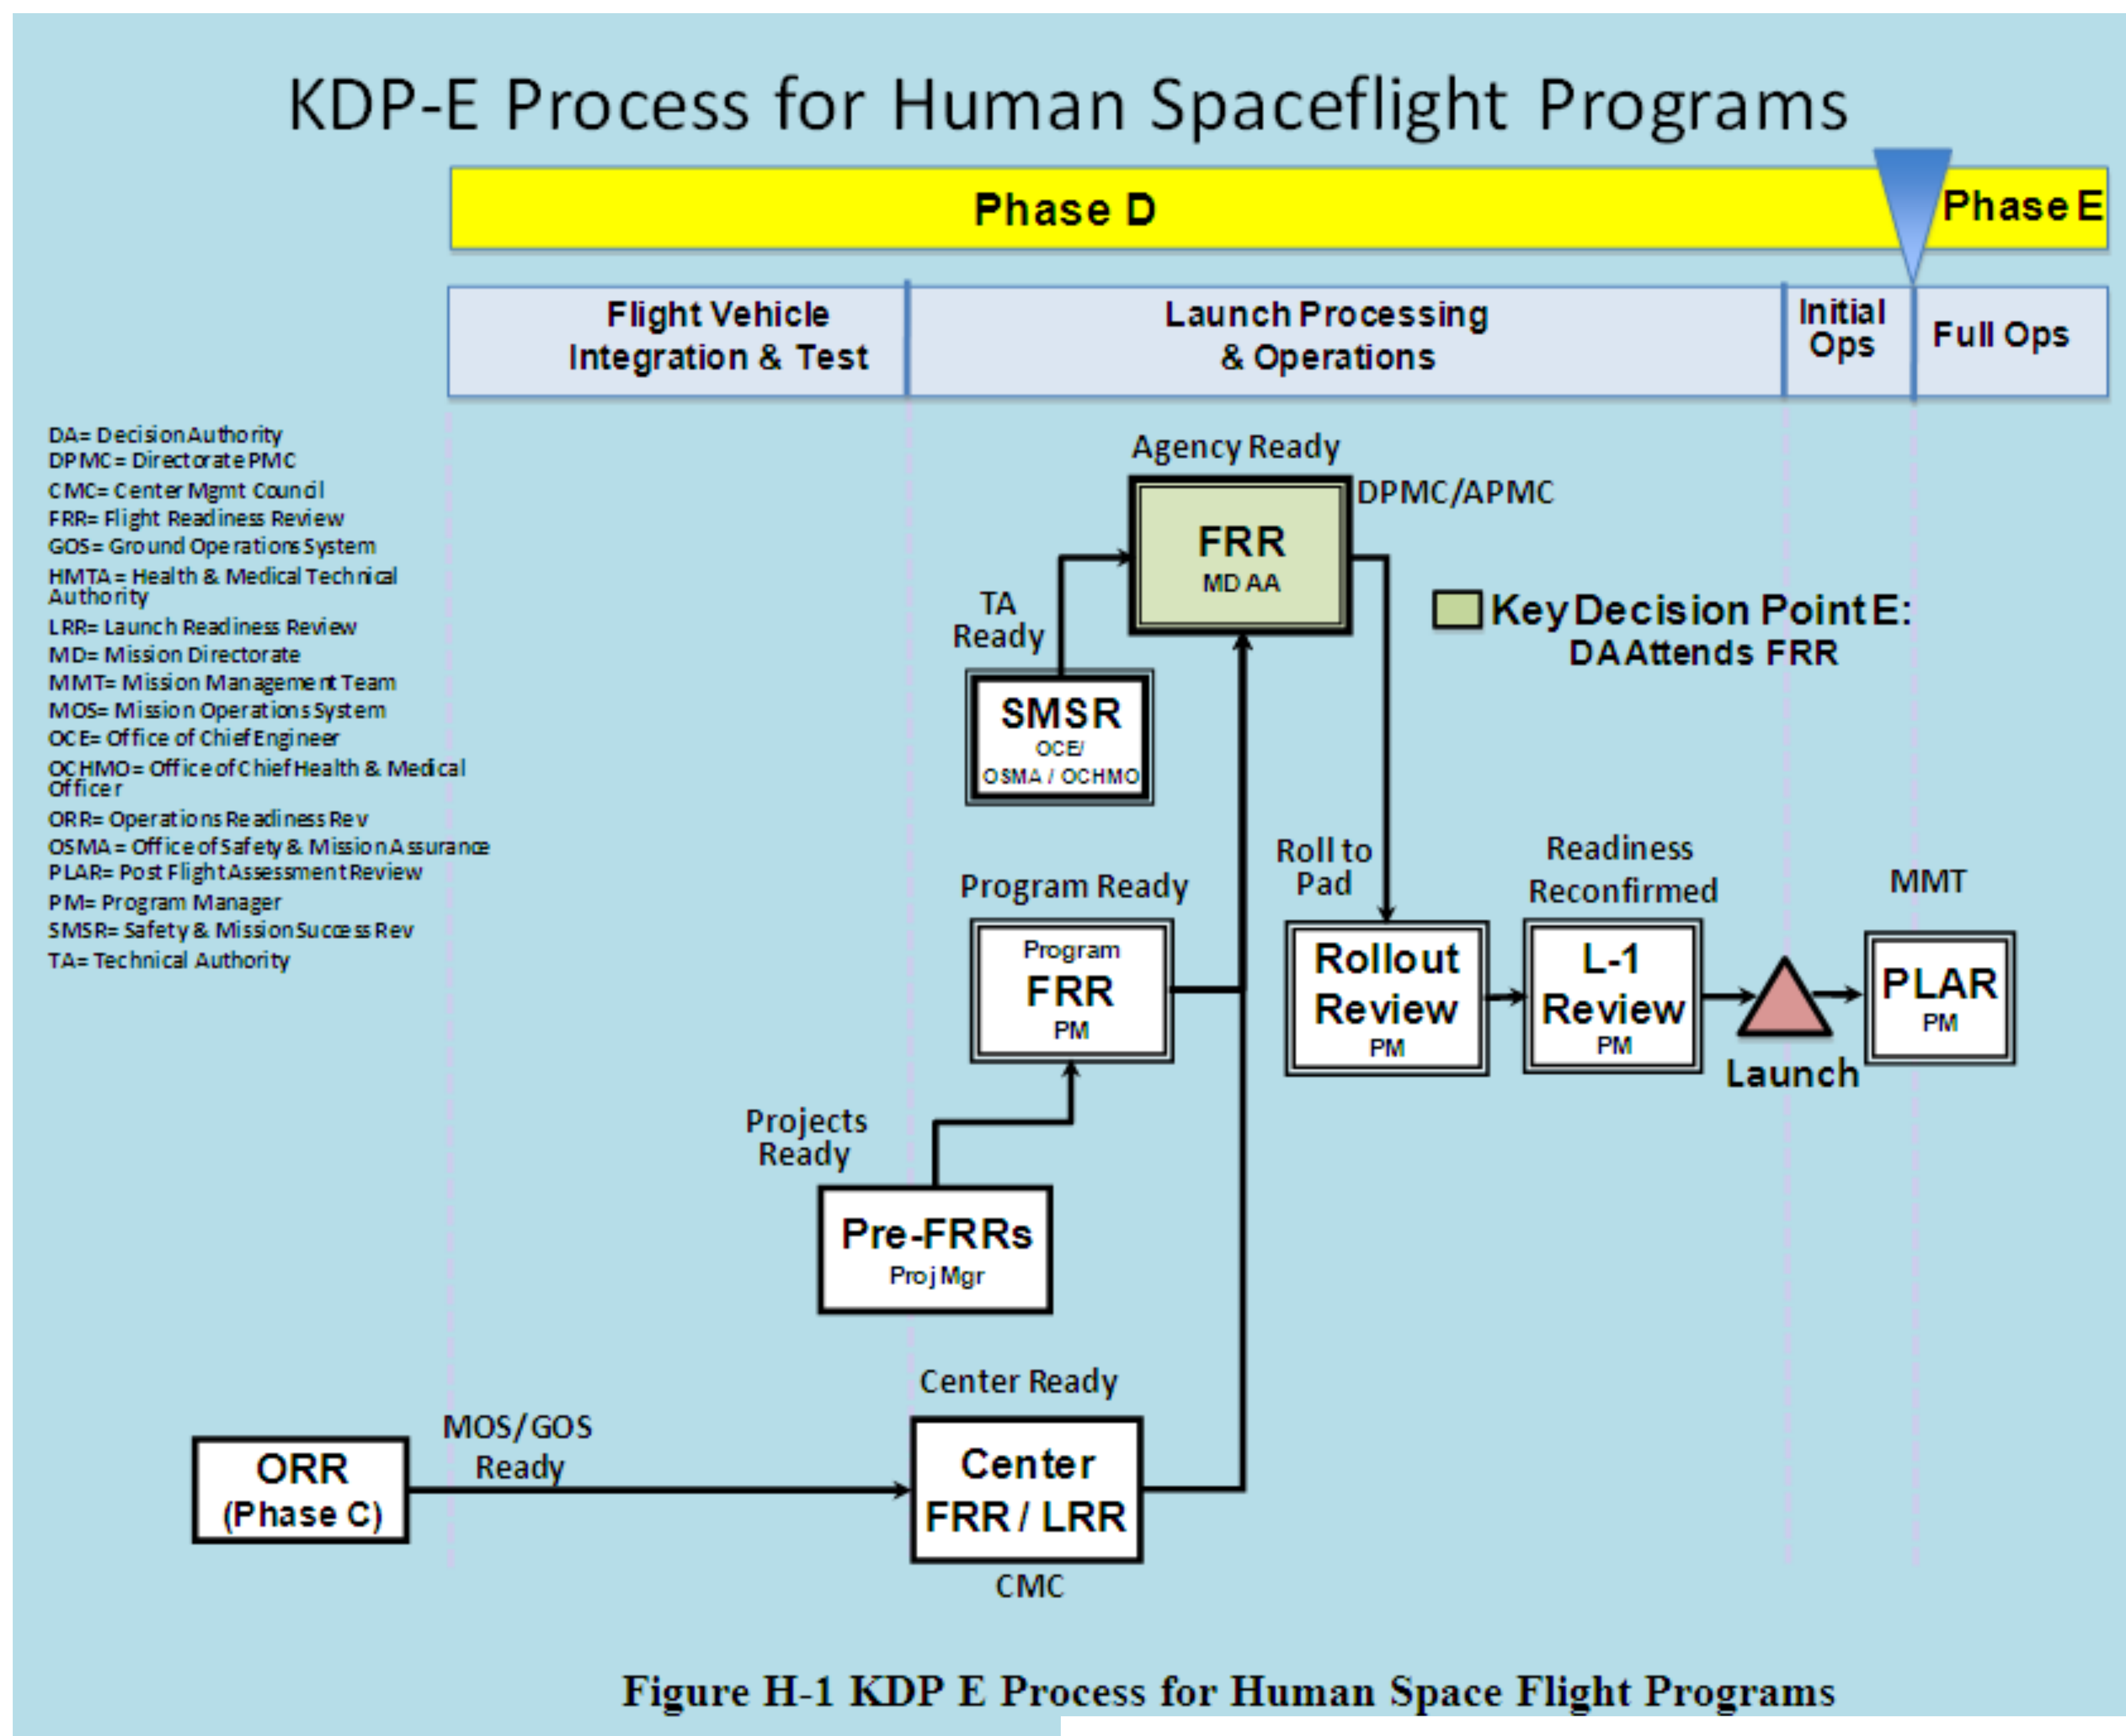 KDP-E Process for Human Spaceflight Programs
Phase D
Phase E
Flight Vehicle
Integration & Test
Launch Processing
& Operations
Initial
Ops
Full Ops
DA= Decision Authority
DPMC= Directorate PMC
CMC= Center Mgmt Council
FRR= Flight Readiness Review
GOS= Ground Operations System
HMTA= Health & Medical Technical
Authority
LRR= Launch Readiness Review
MD= Mission Directorate
MMT= Mission Management Team
MOS= Mission Operations System
OCE= Office of Chief Engineer
OCHMO= Office of Chief Health & Medical
Officer
ORR= Operations Readiness Rev
OSMA= Office of Safety & Mission Assurance
PLAR= Post Flight Assessment Review
PM= Program Manager
SMSR= Safety & Mission Success Rev
TA= Technical Authority
Agency Ready
DPMC/APMC
FRR
MD AA
Key Decision Point E:
DA Attends FRR
TA
Ready
SMSR
OCE/
OSMA / OCHMO
Program Ready
Program
FRR
PM
Roll to
Pad
Rollout
Review
PM
Readiness
Reconfirmed
L-1
Review
PM
Launch
MMT
PLAR
PM
Projects
Ready
Pre-FRRs
Proj Mgr
Center Ready
MOS/GOS
Ready
ORR
(Phase C)
Center
FRR / LRR
CMC
Figure H-1 KDP E Process for Human Space Flight Programs